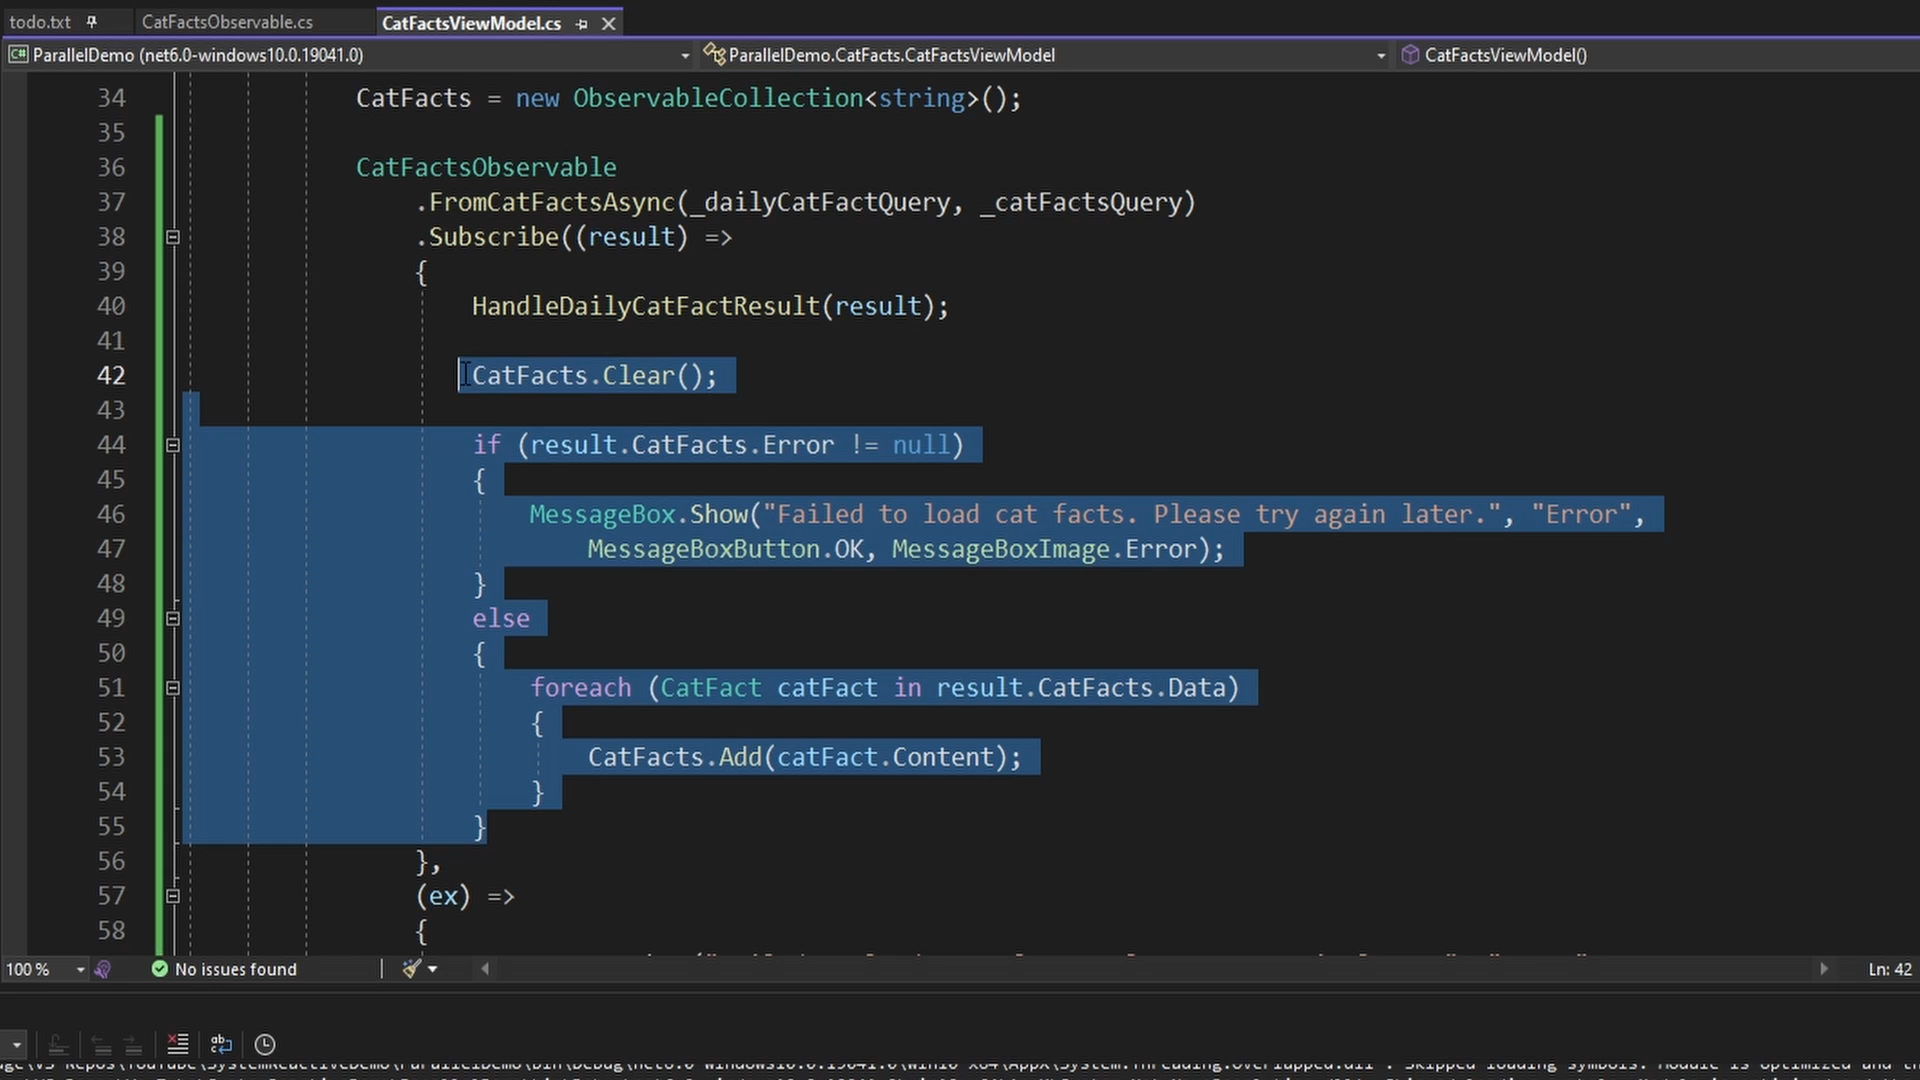 todo.txt CatFactsObservable.cs CatFactsViewModel.cs
ParallelDemo (net6.0-windows10.0.19041.0) ParallelDemo.CatFacts.CatFactsViewModel CatFactsViewModel()
34 CatFacts = new ObservableCollection<string>();
35
36 CatFactsObservable
37 .FromCatFactsAsync(_dailyCatFactQuery, _catFactsQuery)
38 .Subscribe((result) =>
39 {
40 HandleDailyCatFactResult(result);
41
42 CatFacts.Clear();
43
44 if (result.CatFacts.Error != null)
45 {
46 MessageBox.Show("Failed to load cat facts. Please try again later.", "Error",
47 MessageBoxButton.OK, MessageBoxImage.Error);
48 }
49 else
50 {
51 foreach (CatFact catFact in result.CatFacts.Data)
52 {
53 CatFacts.Add(catFact.Content);
54 }
55 }
56 },
57 (ex) =>
58 {
100 % No issues found Ln: 42